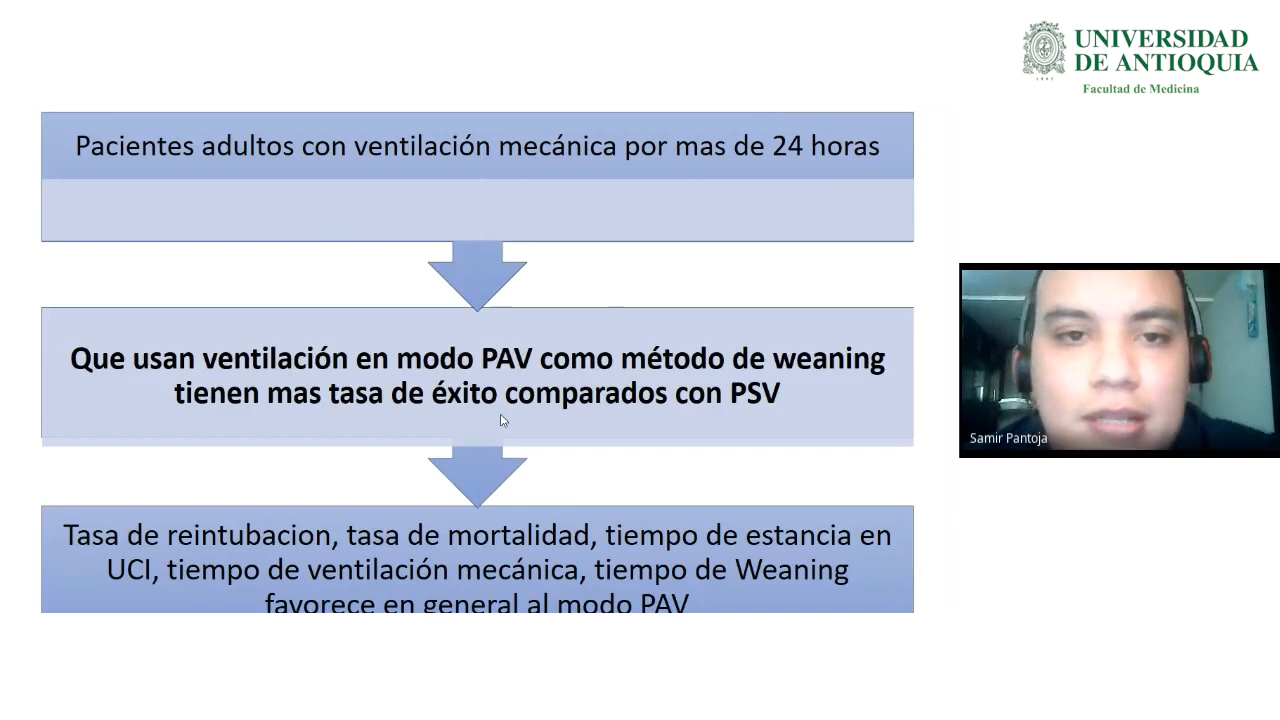 UNIVERSIDAD
DE ANTIOQUIA
1803
Facultad de Medicina
Pacientes adultos con ventilación mecánica por mas de 24 horas
Que usan ventilación en modo PAV como método de weaning
tienen mas tasa de éxito comparados con PSV
Samir Pantoja
Tasa de reintubacion, tasa de mortalidad, tiempo de estancia en
UCI, tiempo de ventilación mecánica, tiempo de Weaning
favorece en general al modo PAV